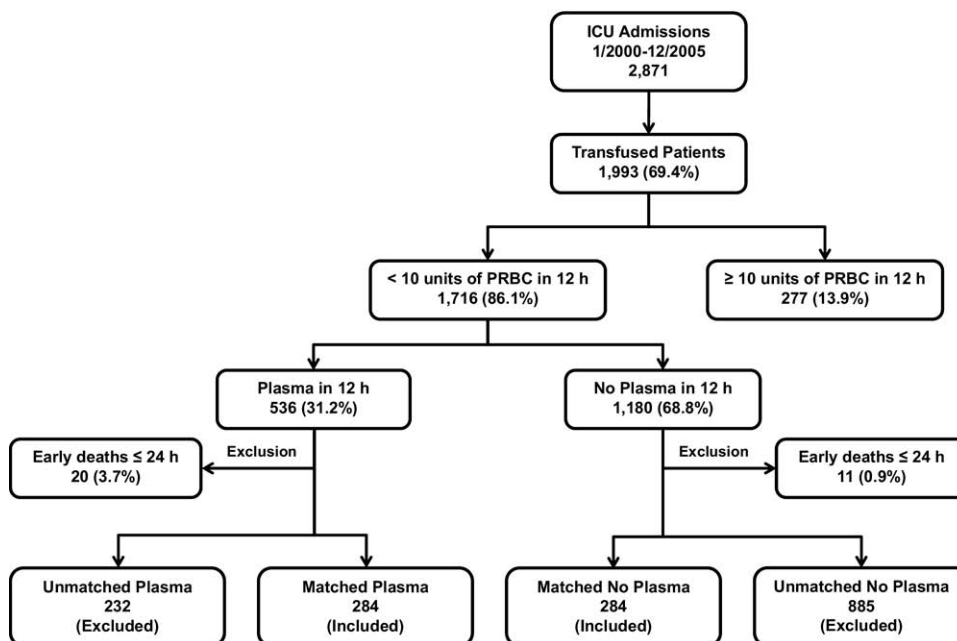 ICU Admissions
1/2000-12/2005
2,871
Transfused Patients
1,993 (69.4%)
< 10 units of PRBC in 12 h
1,716 (86.1%)
≥ 10 units of PRBC in 12 h
277 (13.9%)
Plasma in 12 h
536 (31.2%)
No Plasma in 12 h
1,180 (68.8%)
Early deaths ≤ 24 h
20 (3.7%)
Exclusion
Exclusion
Early deaths ≤ 24 h
11 (0.9%)
Unmatched Plasma
232
(Excluded)
Matched Plasma
284
(Included)
Matched No Plasma
284
(Included)
Unmatched No Plasma
885
(Excluded)